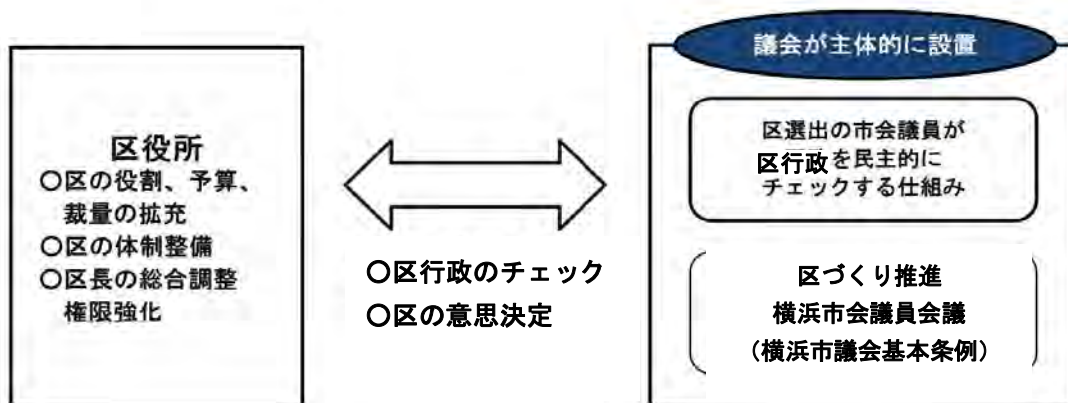 区役所
○区の役割、予算、
裁量の拡充
○区の体制整備
○区長の総合調整
権限強化
○区行政のチェック
○区の意思決定
議会が主体的に設置
区選出の市会議員が
区行政を民主的に
チェックする仕組み
区づくり推進
横浜市会議員会議
（横浜市議会基本条例）